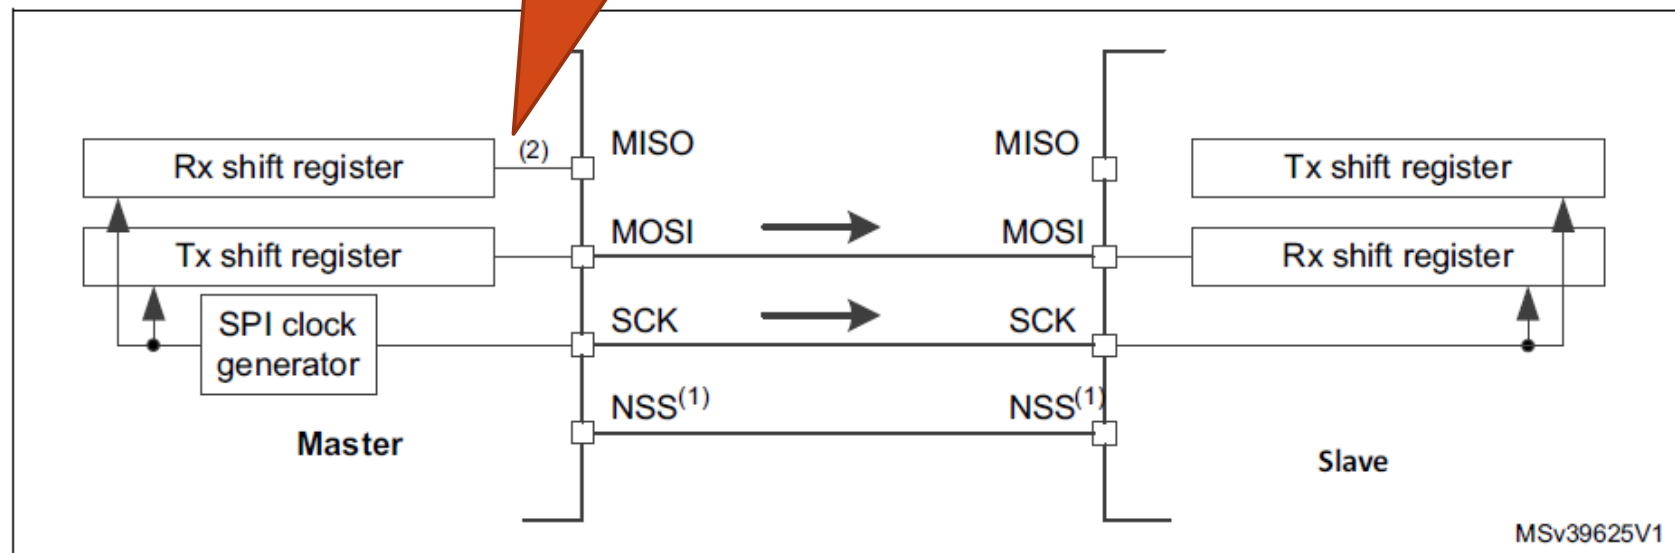 MISO MISO
Rx shift register (2) Tx shift register
MOSI MOSI
Tx shift register Rx shift register
SPI clock
generator
SCK SCK
NSS(1) NSS(1)
Master Slave
MSv39625V1